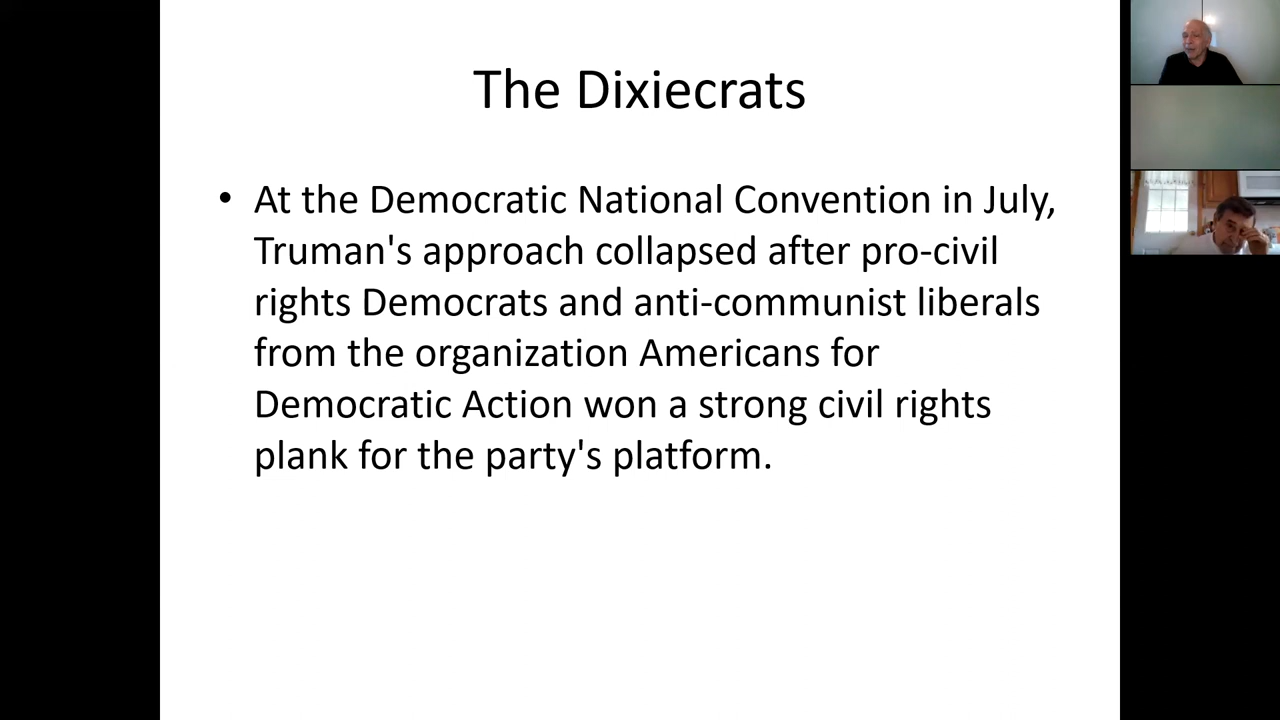 The Dixiecrats
• At the Democratic National Convention in July,
Truman's approach collapsed after pro-civil
rights Democrats and anti-communist liberals
from the organization Americans for
Democratic Action won a strong civil rights
plank for the party's platform.